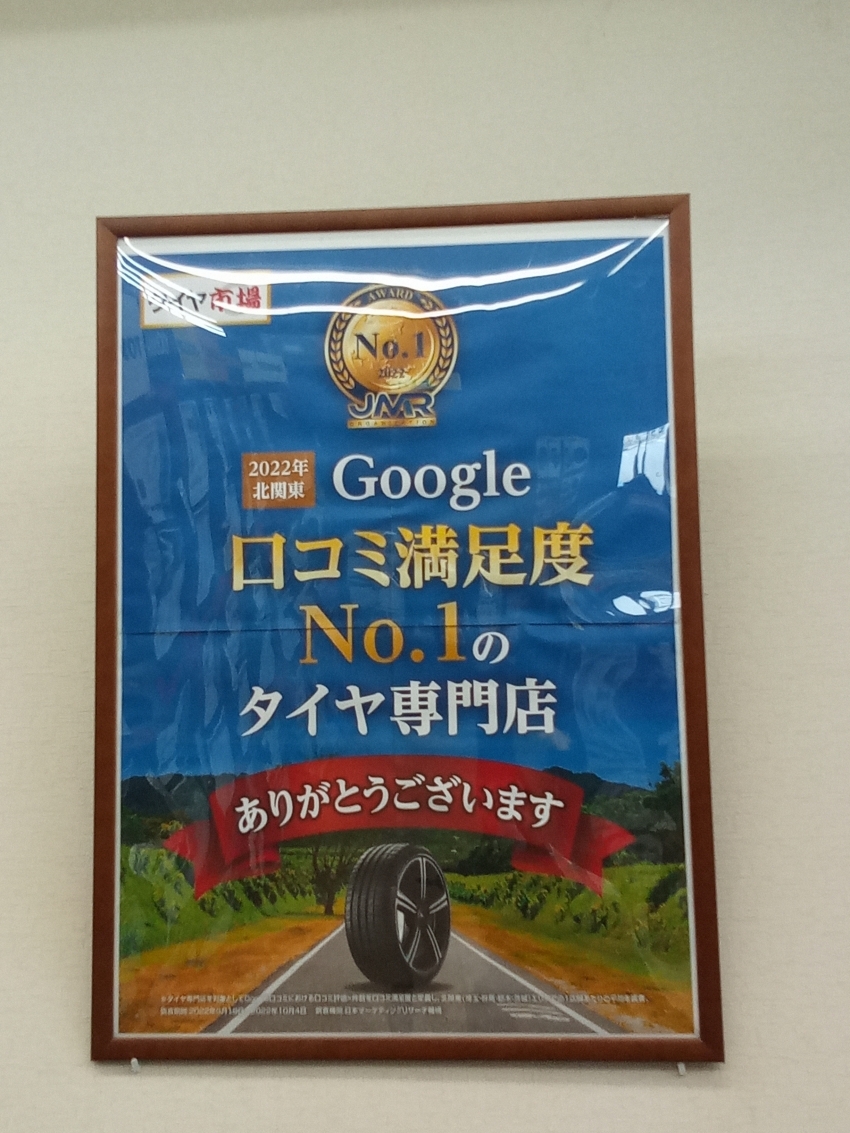 タイヤ市場
AWARD
No.1
2022
JMR
ORGANIZATION
2022年
北関東
Google
口コミ満足度
No.1の
タイヤ専門店
ありがとうございます